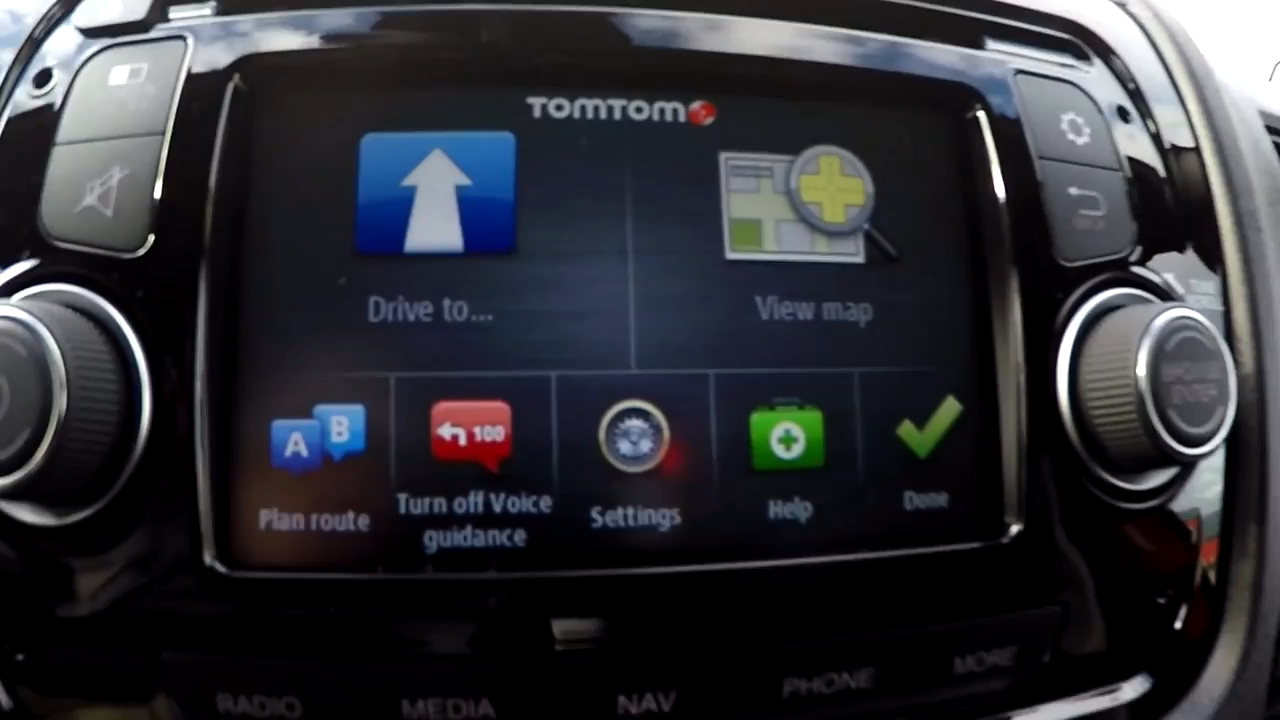 TOMTOM
Drive to...
View map
A
B
100
Plan route
Turn off Voice
guidance
Settings
Help
Done
RADIO
MEDIA
NAV
PHONE
MORE